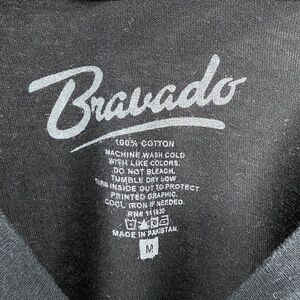 Bravado
100% COTTON
MACHINE WASH COLD
WITH LIKE COLORS.
DO NOT BLEACH.
TUMBLE DRY LOW
TURN INSIDE OUT TO PROTECT
PRINTED GRAPHIC.
COOL IRON IF NEEDED.
RN#
MADE IN PAKISTAN
M